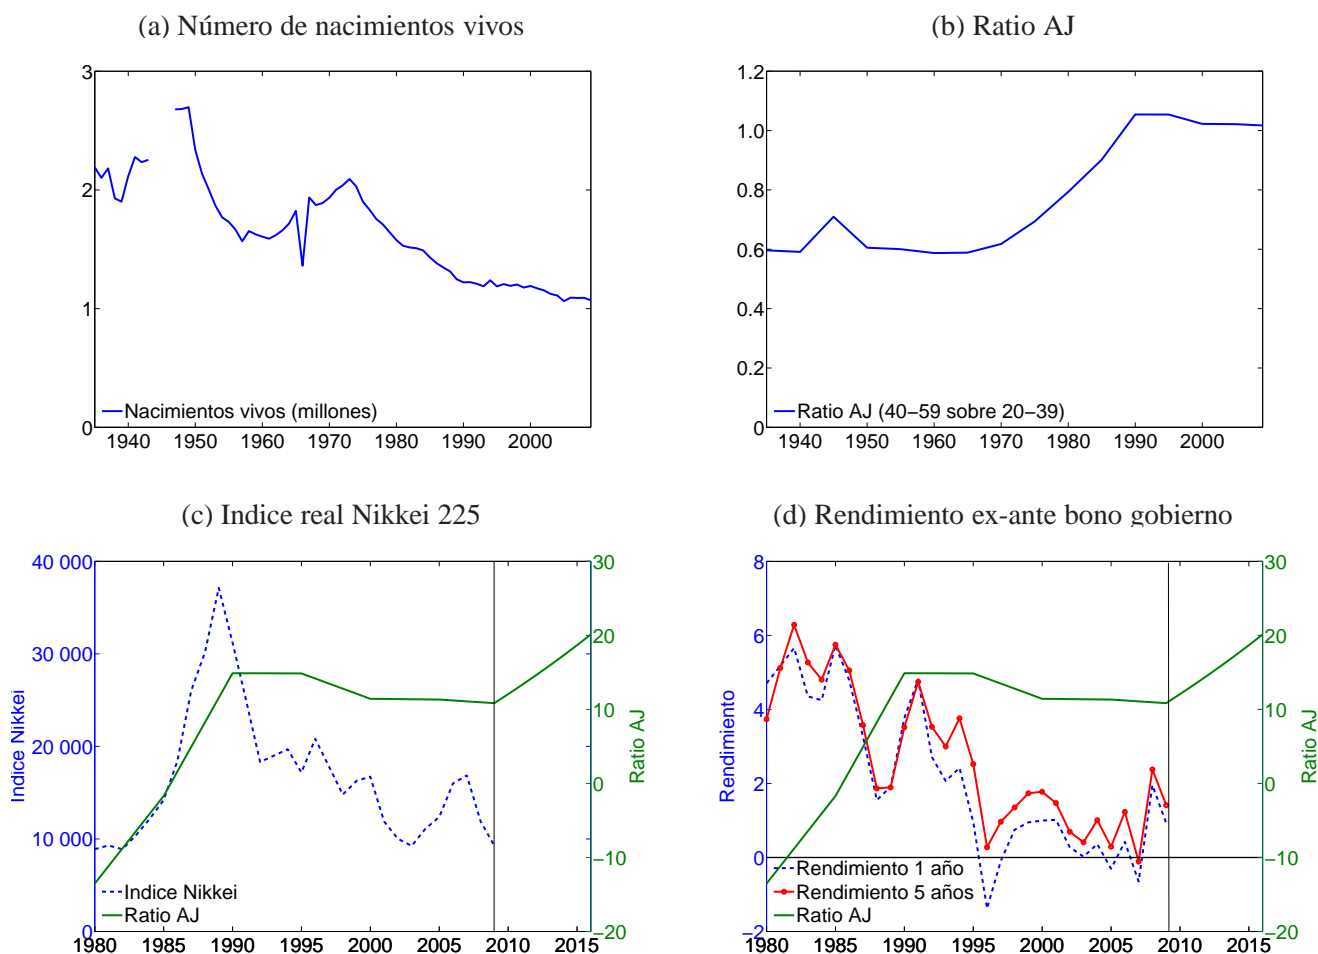 (a) Número de nacimientos vivos
3
2
1
0
1940 1950 1960 1970 1980 1990 2000
Nacimientos vivos (millones)
(b) Ratio AJ
1.2
1.0
0.8
0.6
0.4
0.2
0
1940 1950 1960 1970 1980 1990 2000
Ratio AJ (40−59 sobre 20−39)
(c) Indice real Nikkei 225
40 000
30 000
20 000
10 000
0
Indice Nikkei
30
20
10
0
−10
−20
Ratio AJ
1980 1985 1990 1995 2000 2005 2010 2015
Indice Nikkei
Ratio AJ
(d) Rendimiento ex-ante bono gobierno
8
6
4
2
0
−2
Rendimiento
30
20
10
0
−10
−20
Ratio AJ
1980 1985 1990 1995 2000 2005 2010 2015
Rendimiento 1 año
Rendimiento 5 años
Ratio AJ